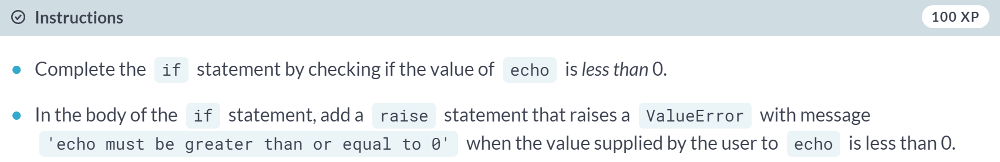 Instructions 100 XP
Complete the if statement by checking if the value of echo is less than 0.
In the body of the if statement, add a raise statement that raises a ValueError with message
'echo must be greater than or equal to 0' when the value supplied by the user to echo is less than 0.